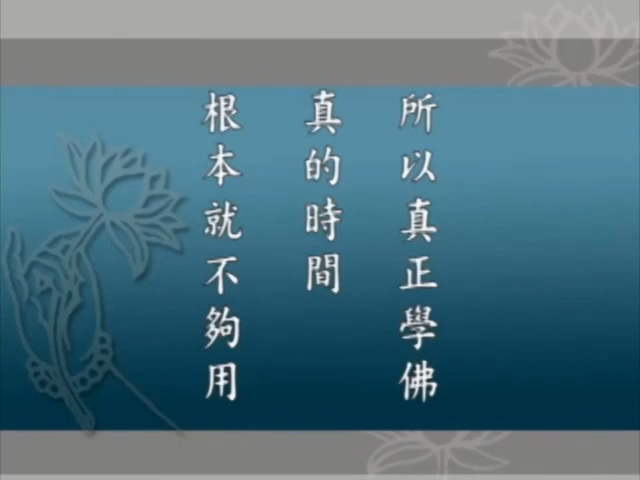 所以真正學佛
真的時間
根本就不夠用